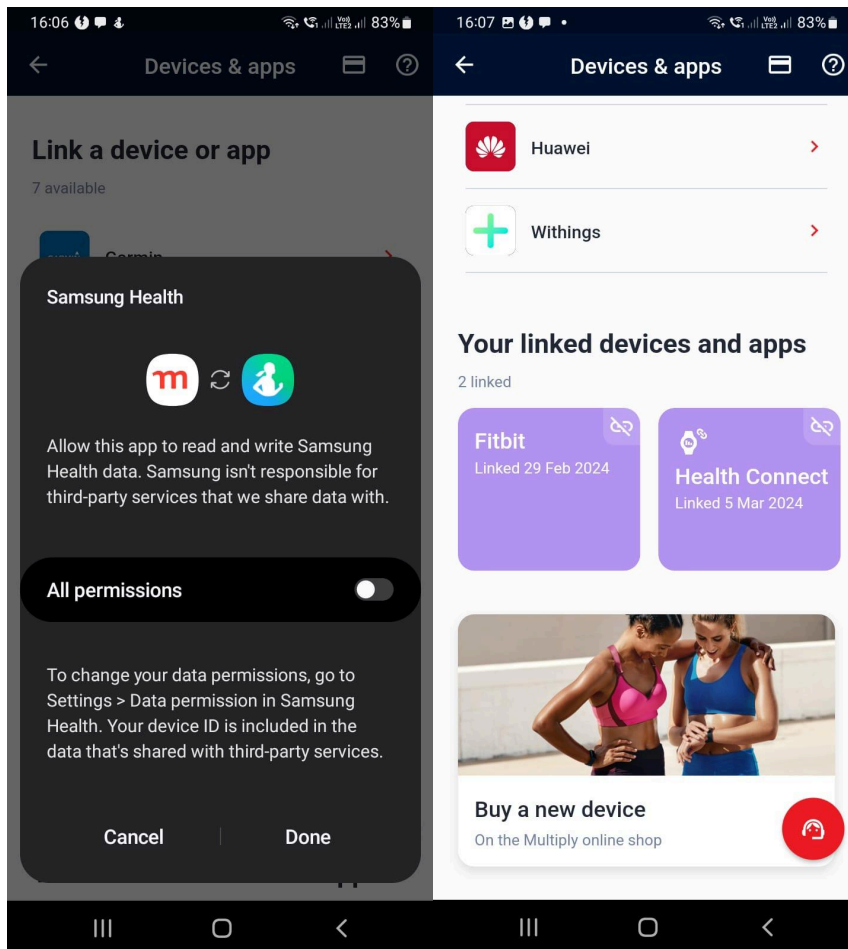 16:06
Vo))
LTE2
83%
Devices & apps
Link a device or app
7 available
Garmin
Samsung Health
m
Allow this app to read and write Samsung
Health data. Samsung isn't responsible for
third-party services that we share data with.
All permissions
To change your data permissions, go to
Settings > Data permission in Samsung
Health. Your device ID is included in the
data that's shared with third-party services.
Cancel
Done
16:07
Vo))
LTE2
83%
Devices & apps
Huawei
Withings
Your linked devices and apps
2 linked
Fitbit
Linked 29 Feb 2024
Health Connect
Linked 5 Mar 2024
Buy a new device
On the Multiply online shop